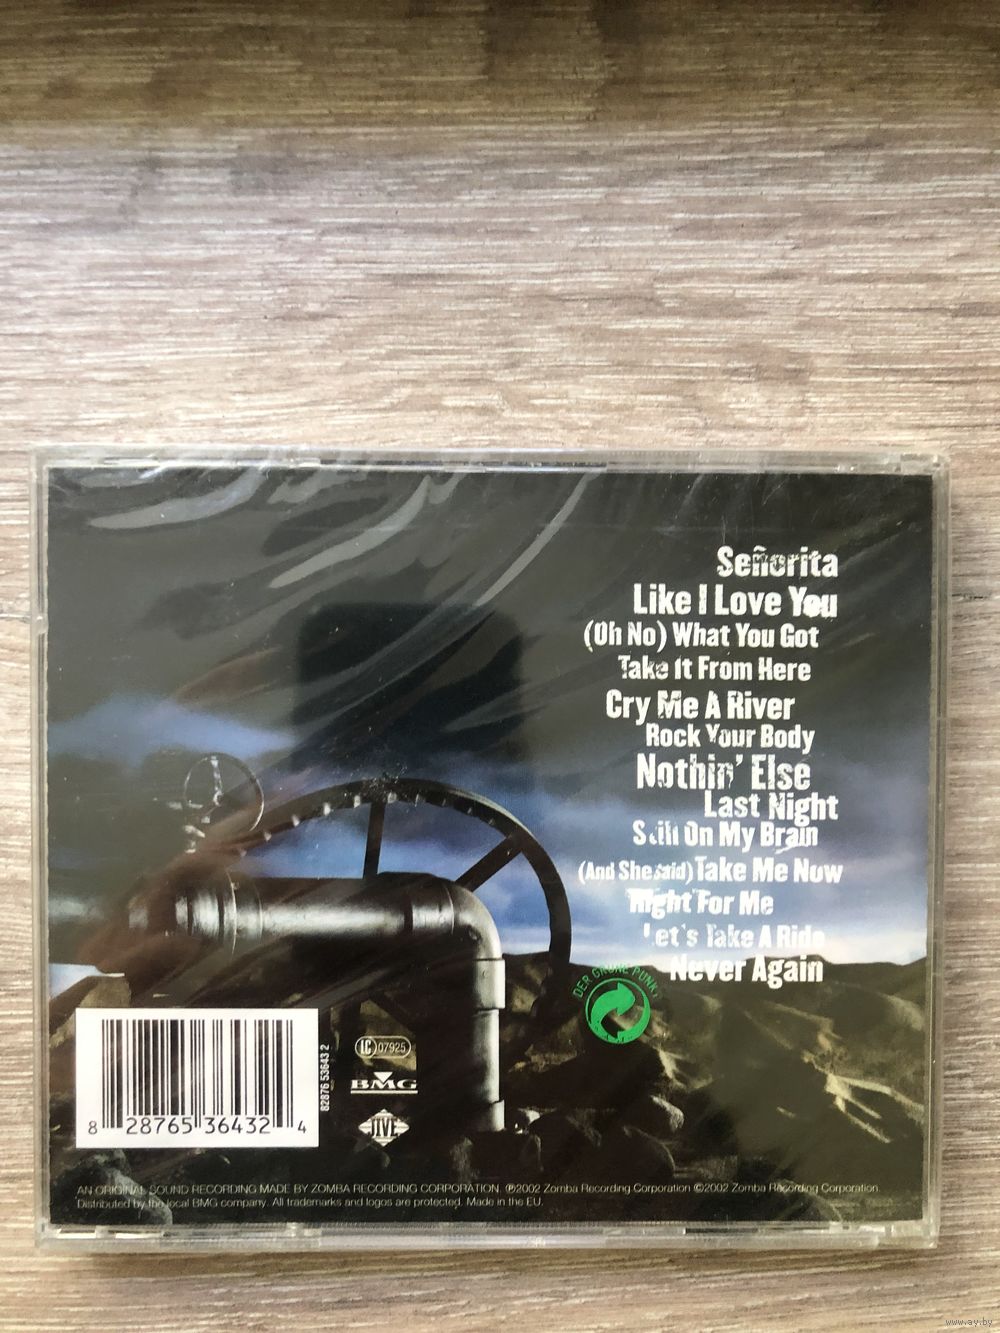 Señorita
Like I Love You
(Oh No) What You Got
Take It From Here
Cry Me A River
Rock Your Body
Nothin' Else
Last Night
Still On My Brain
(And She Said) Take Me Now
Right For Me
Let's Take A Ride
Never Again
DER GRÜNE PUNKT
LC 07925
BMG
JIVE
82876 53643 2
8 28765 36432 4
AN ORIGINAL SOUND RECORDING MADE BY ZOMBA RECORDING CORPORATION. ℗2002 Zomba Recording Corporation ©2002 Zomba Recording Corporation.
Distributed by the local BMG company. All trademarks and logos are protected. Made in the EU.
www.ay.by